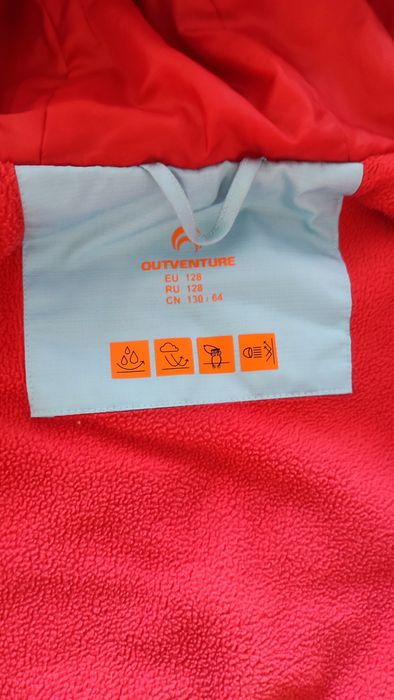 OUTVENTURE
EU 128
RU 128
CN 130 / 64